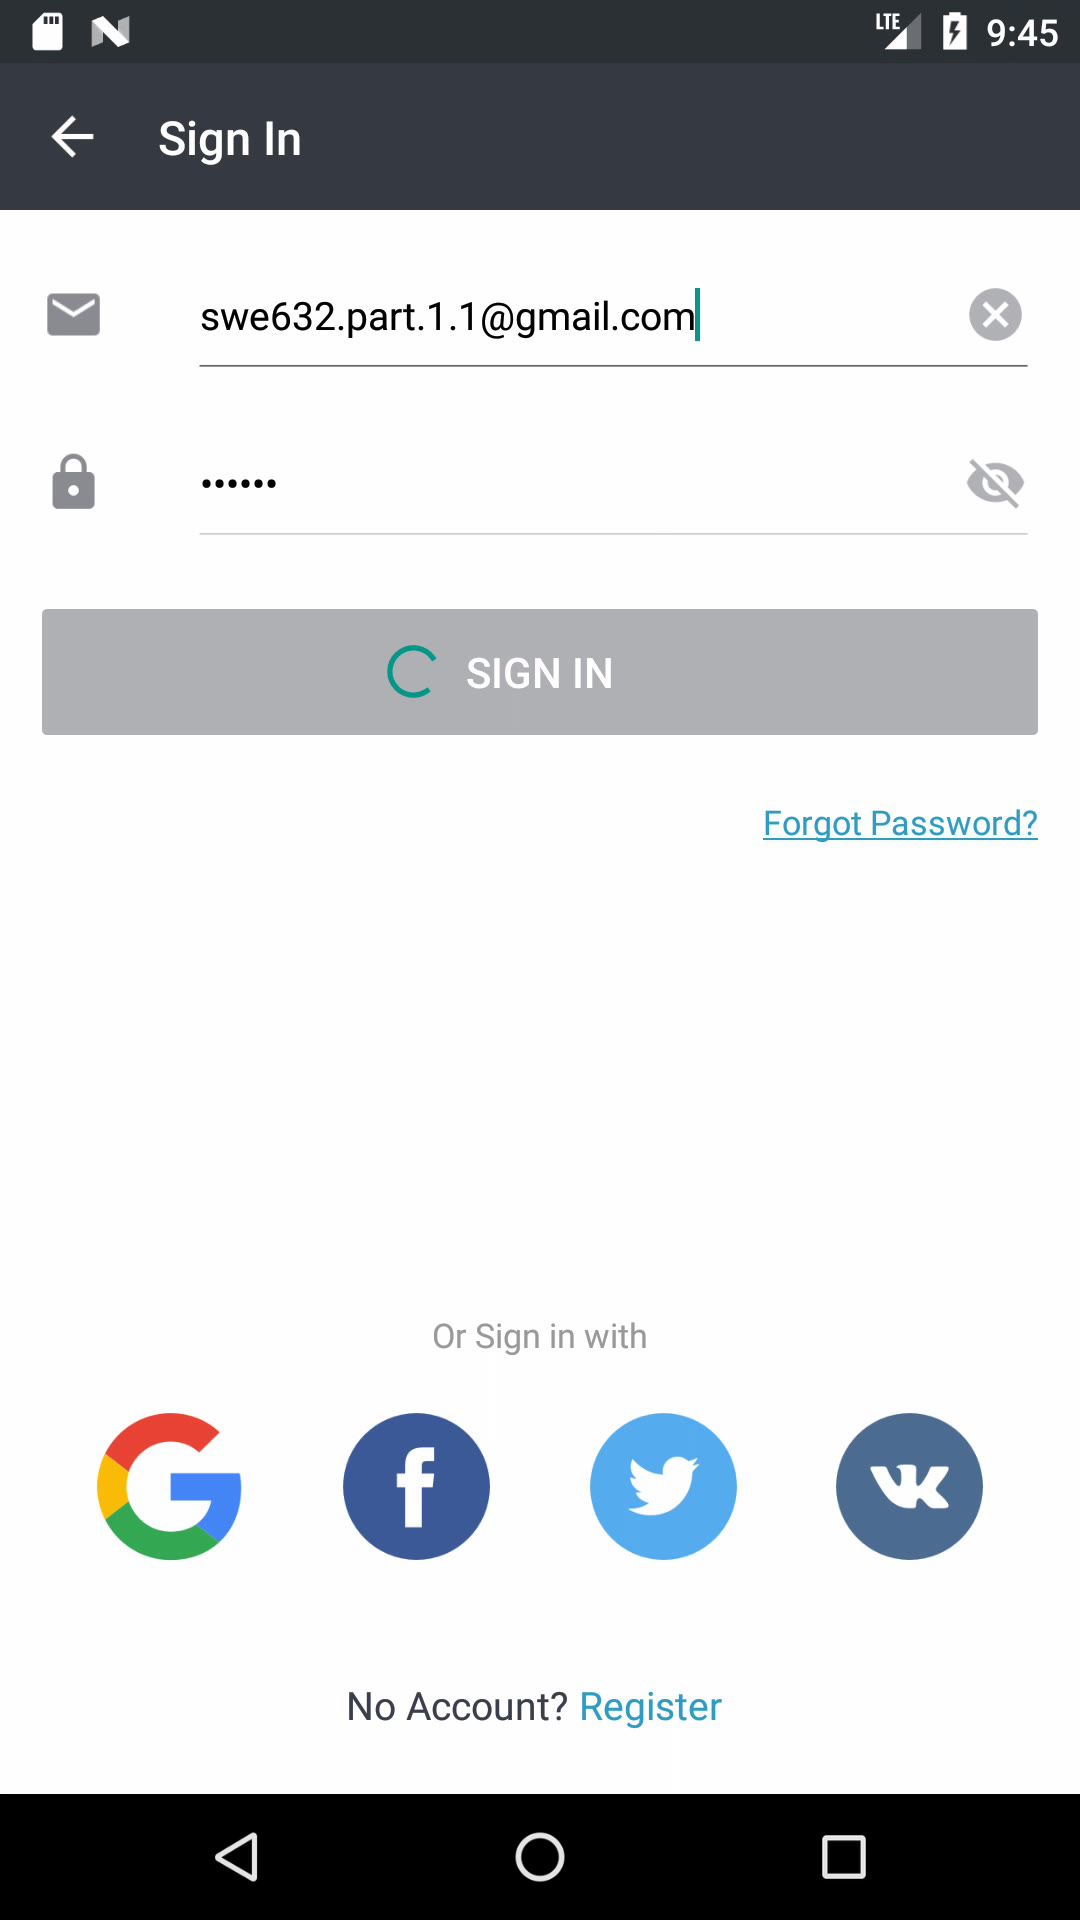 LTE 9:45
Sign In
swe632.part.1.1@gmail.com
••••••
SIGN IN
Forgot Password?
Or Sign in with
No Account? Register